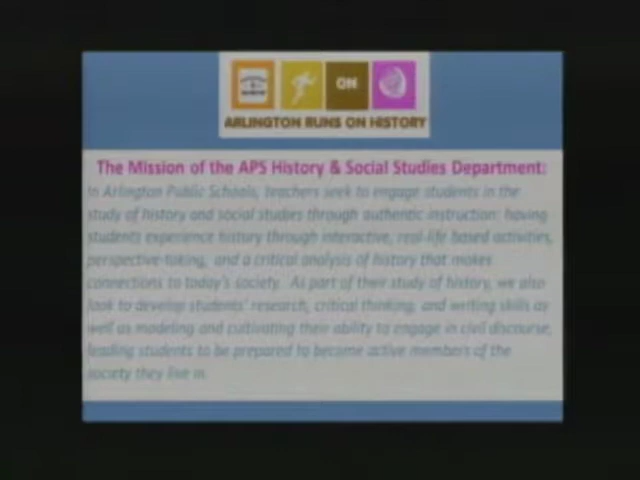 ON
ARLINGTON RUNS ON HISTORY
The Mission of the APS History & Social Studies Department:
In Arlington Public Schools, teachers seek to engage students in the
study of history and social studies through authentic instruction: having
students experience history through interactive, real-life based activities,
perspective-taking, and a critical analysis of history that makes
connections to today's society. As part of their study of history, we also
look to develop students' research, critical thinking, and writing skills as
well as modeling and cultivating their ability to engage in civil discourse,
leading students to be prepared to become active members of the
society they live in.